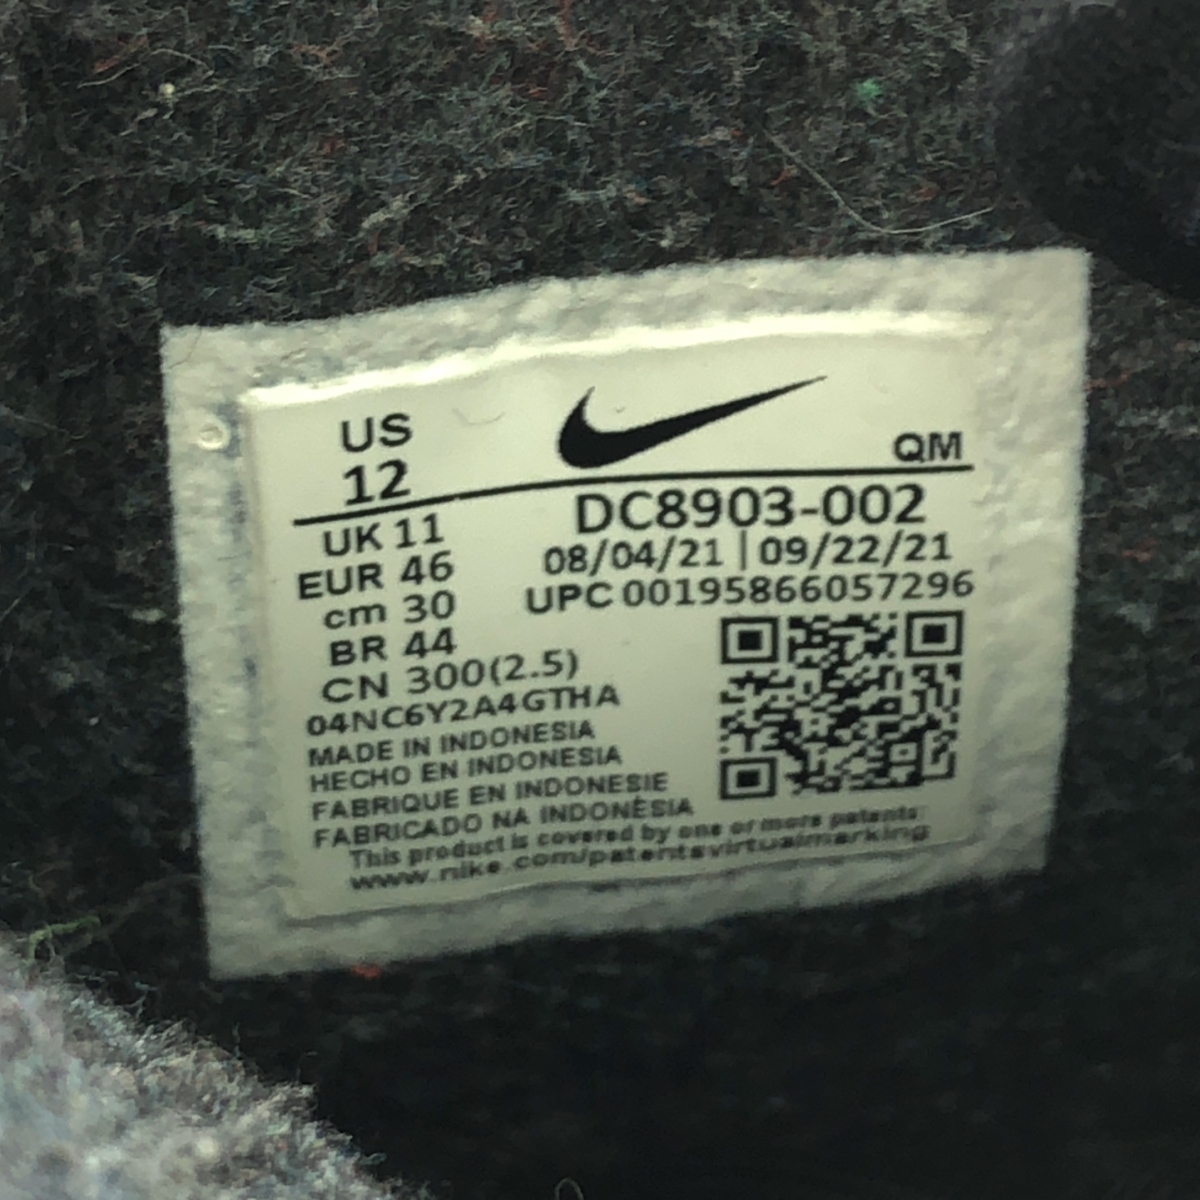 US
12
QM
UK 11
EUR 46
cm 30
BR 44
CN 300(2.5)
DC8903-002
08/04/21 | 09/22/21
UPC 00195866057296
04NC6Y2A4GTHA
MADE IN INDONESIA
HECHO EN INDONESIA
FABRIQUE EN INDONESIE
FABRICADO NA INDONÈSIA
This product is covered by one or more patents
www.nike.com/patentsvirtualmarking